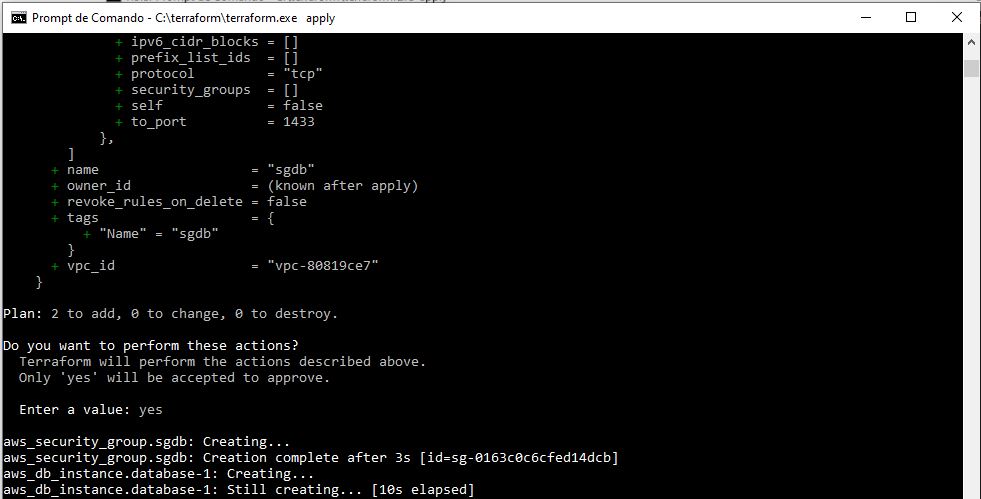 Prompt de Comando - C:\terraform\terraform.exe apply
+ ipv6_cidr_blocks = []
+ prefix_list_ids = []
+ protocol = "tcp"
+ security_groups = []
+ self = false
+ to_port = 1433
},
]
+ name = "sgdb"
+ owner_id = (known after apply)
+ revoke_rules_on_delete = false
+ tags = {
+ "Name" = "sgdb"
}
+ vpc_id = "vpc-80819ce7"
}
Plan: 2 to add, 0 to change, 0 to destroy.
Do you want to perform these actions?
Terraform will perform the actions described above.
Only 'yes' will be accepted to approve.
Enter a value: yes
aws_security_group.sgdb: Creating...
aws_security_group.sgdb: Creation complete after 3s [id=sg-0163c0c6cfed14dcb]
aws_db_instance.database-1: Creating...
aws_db_instance.database-1: Still creating... [10s elapsed]